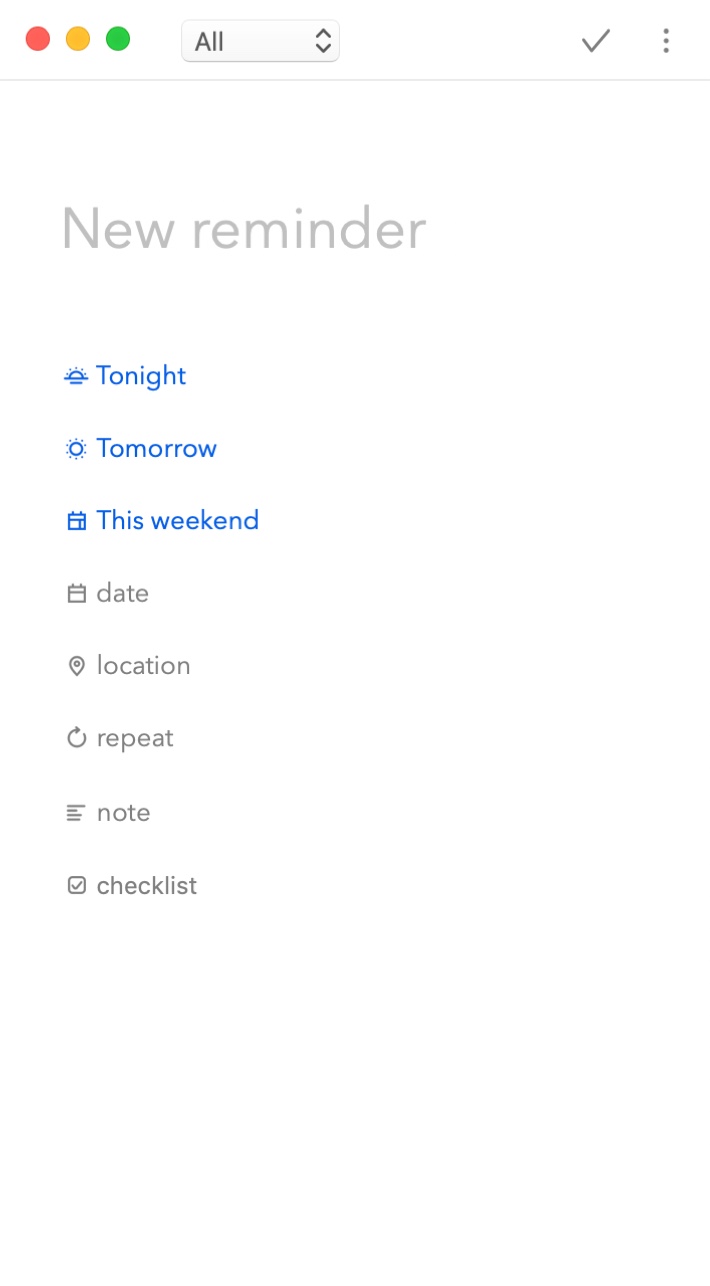 All
New reminder
Tonight
Tomorrow
This weekend
date
location
repeat
note
checklist